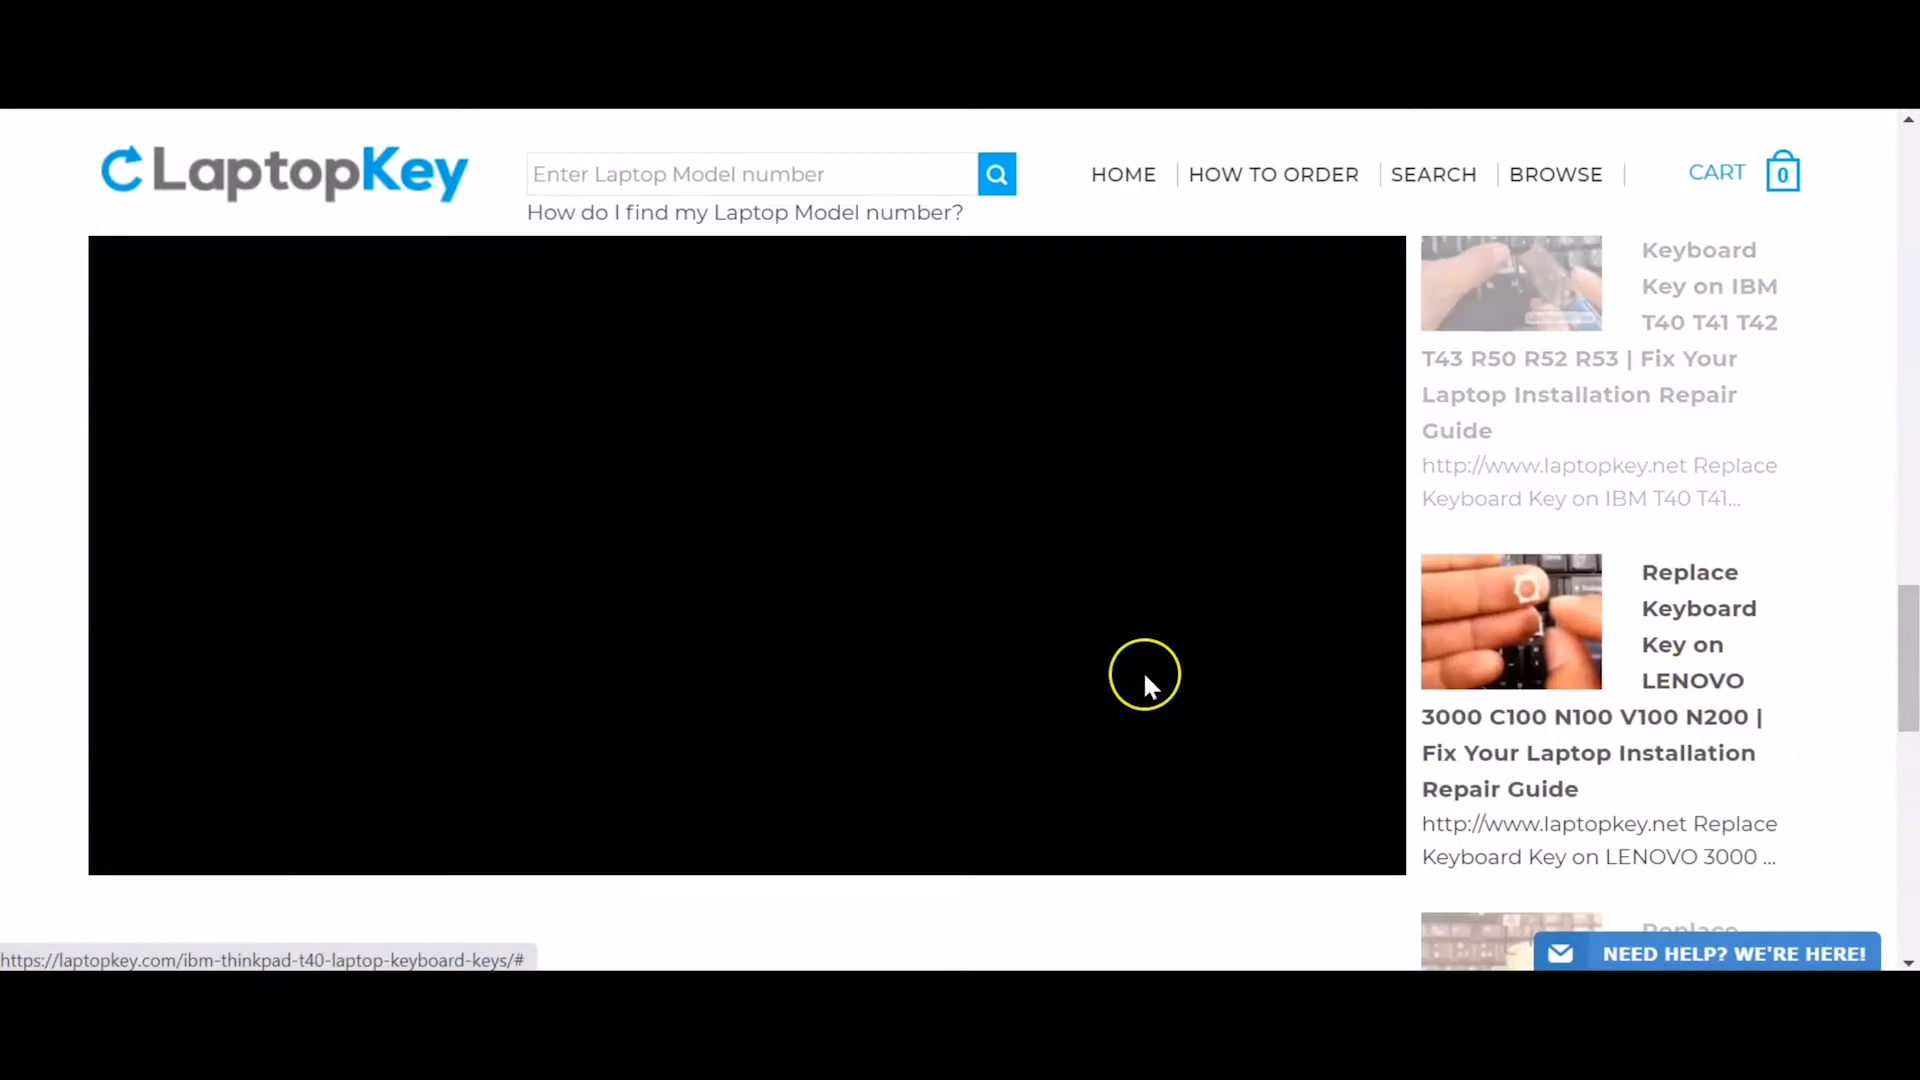 LaptopKey
Enter Laptop Model number
How do I find my Laptop Model number?
HOME
HOW TO ORDER
SEARCH
BROWSE
CART
0
Keyboard
Key on IBM
T40 T41 T42
T43 R50 R52 R53 | Fix Your
Laptop Installation Repair
Guide
http://www.laptopkey.net Replace
Keyboard Key on IBM T40 T41...
Replace
Keyboard
Key on
LENOVO
3000 C100 N100 V100 N200 |
Fix Your Laptop Installation
Repair Guide
http://www.laptopkey.net Replace
Keyboard Key on LENOVO 3000 ...
Replace
NEED HELP? WE'RE HERE!
https://laptopkey.com/ibm-thinkpad-t40-laptop-keyboard-keys/#